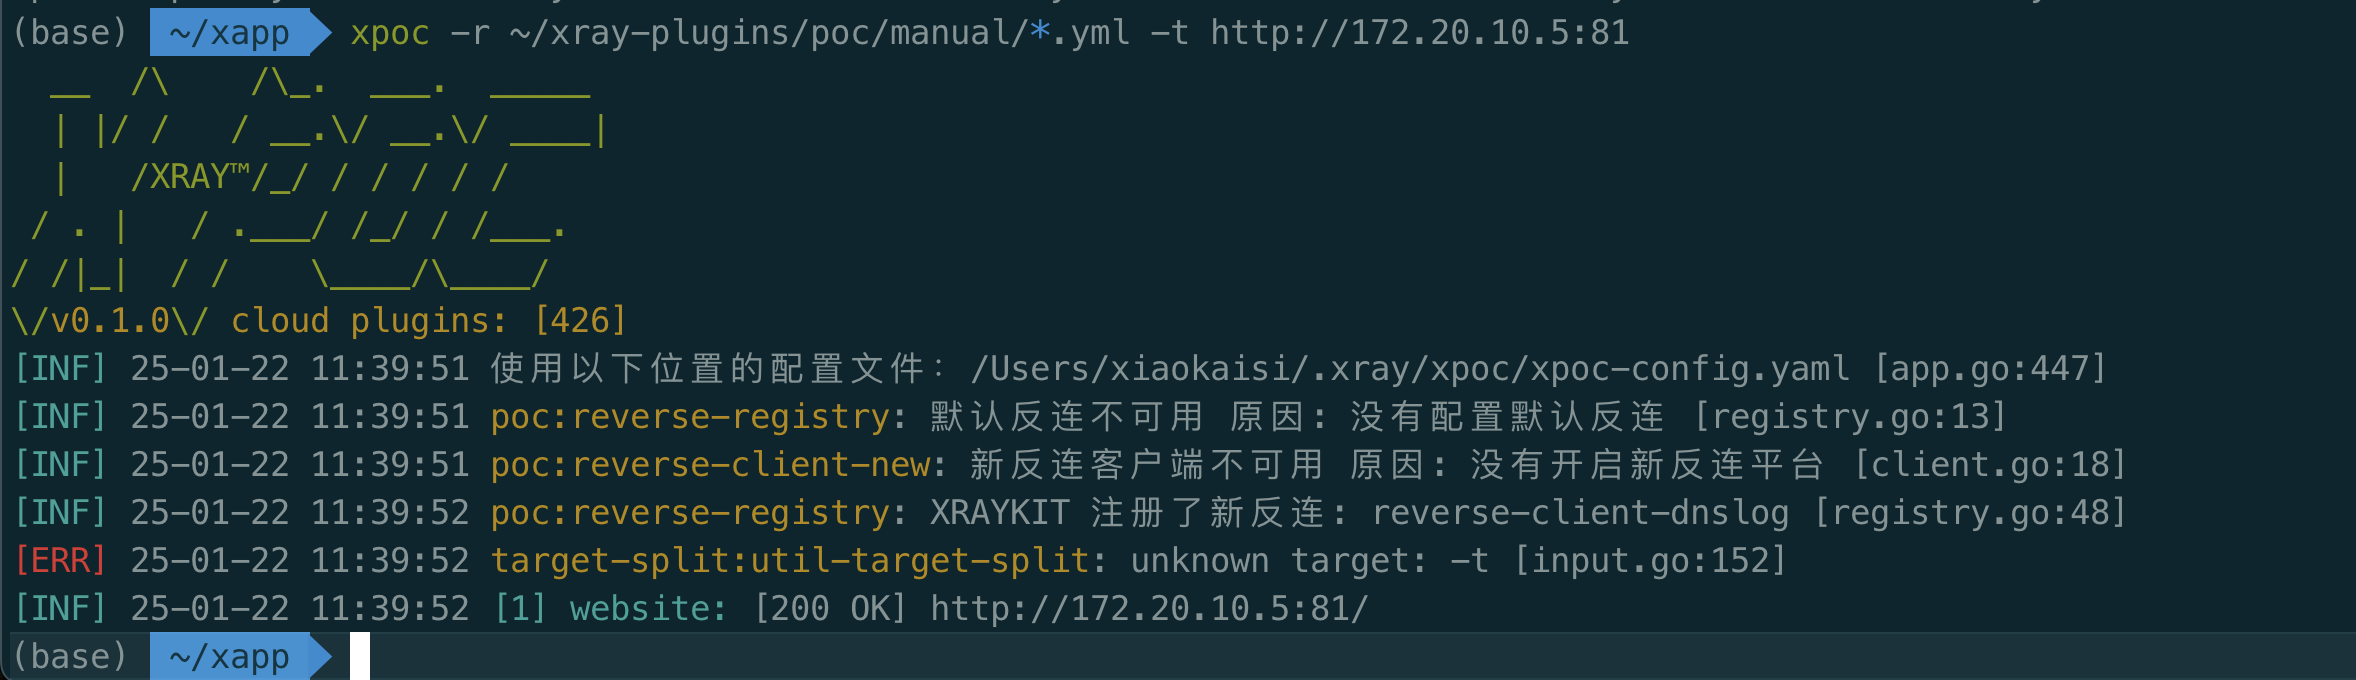 (base) ~/xapp xpoc -r ~/xray-plugins/poc/manual/*.yml -t http://172.20.10.5:81
  __  /\    /\_.  ___.  _____
  | |/ /   / __.\/ __.\/ ____|
  |   /XRAY™/_/ / / / / /
 / . |   / .___/ /_/ / /___.
/ /|_|  / /    \____/\____/
\/v0.1.0\/ cloud plugins: [426]
[INF] 25-01-22 11:39:51 使用以下位置的配置文件: /Users/xiaokaisi/.xray/xpoc/xpoc-config.yaml [app.go:447]
[INF] 25-01-22 11:39:51 poc:reverse-registry: 默认反连不可用 原因: 没有配置默认反连 [registry.go:13]
[INF] 25-01-22 11:39:51 poc:reverse-client-new: 新反连客户端不可用 原因: 没有开启新反连平台 [client.go:18]
[INF] 25-01-22 11:39:52 poc:reverse-registry: XRAYKIT 注册了新反连: reverse-client-dnslog [registry.go:48]
[ERR] 25-01-22 11:39:52 target-split:util-target-split: unknown target: -t [input.go:152]
[INF] 25-01-22 11:39:52 [1] website: [200 OK] http://172.20.10.5:81/
(base) ~/xapp